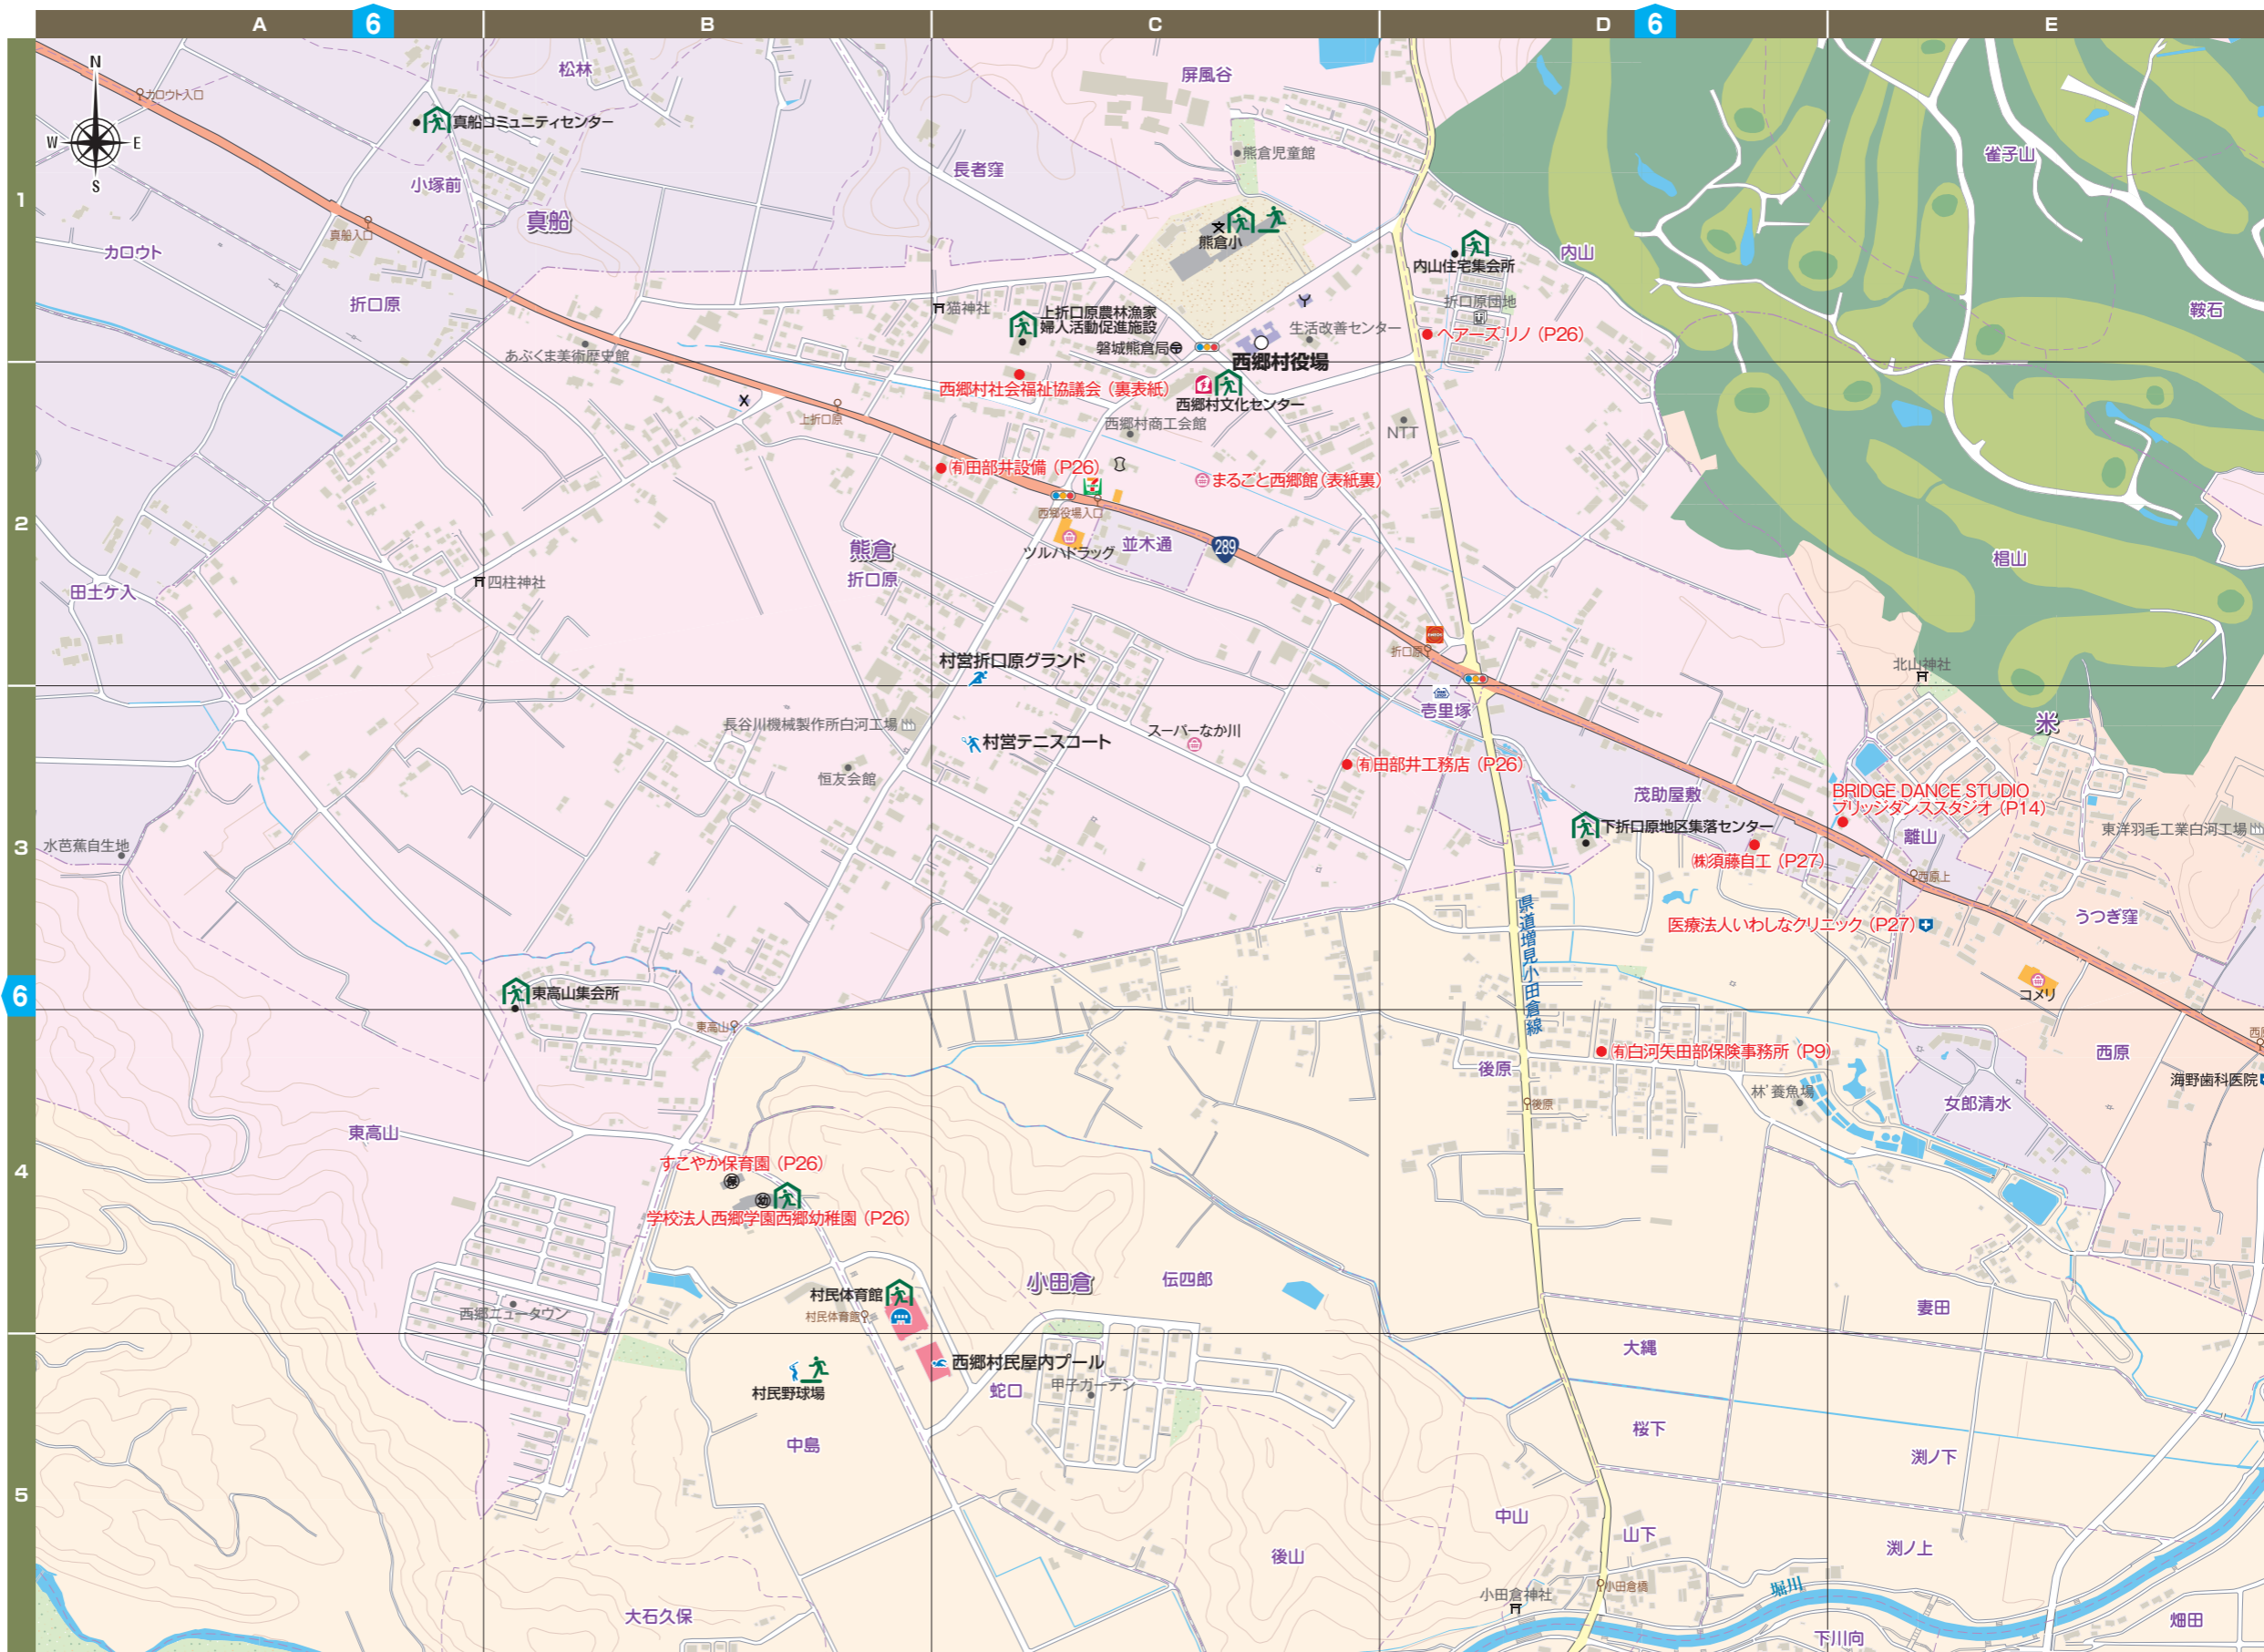 A
6
B
C
D
6
E
N
W
E
S
カロウト入口
松林
真船コミュニティセンター
屏風谷
熊倉児童館
長者窪
雀子山
1
小塚前
真船
真船入口
カロウト
熊倉小
内山住宅集会所
内山
折口原
猫神社
上折口原農林漁家
婦人活動促進施設
生活改善センター
折口原団地
鞍石
あぶくま美術歴史館
磐城熊倉局
ヘアーズリノ (P26)
西郷村役場
西郷村社会福祉協議会 (裏表紙)
西郷村文化センター
上折口原
西郷村商工会館
NTT
㈲田部井設備 (P26)
まるごと西郷館 (表紙裏)
2
西郷役場入口
ツルハドラッグ
並木通
289
熊倉
折口原
四柱神社
田土ケ入
椙山
折口原
村営折口原グランド
北山神社
壱里塚
米
長谷川機械製作所白河工場
村営テニスコート
スーパーなか川
恒友会館
㈲田部井工務店 (P26)
茂助屋敷
BRIDGE DANCE STUDIO
ブリッジダンススタジオ (P14)
下折口原地区集落センター
東洋羽毛工業白河工場
離山
3
水芭蕉自生地
㈱須藤自工 (P27)
西原上
うつぎ窪
医療法人いわしなクリニック (P27)
県道増見小田倉線
コメリ
6
東高山集会所
東高山
㈲白河矢田部保険事務所 (P9)
西原
後原
海野歯科医院
林養魚場
後原
女郎清水
東高山
すこやか保育園 (P26)
保
4
幼
学校法人西郷学園西郷幼稚園 (P26)
小田倉
伝四郎
村民体育館
村民体育館
西郷ニュータウン
妻田
大縄
西郷村民屋内プール
村民野球場
蛇口
甲子ガーデン
桜下
中島
渕ノ下
5
中山
山下
渕ノ上
後山
小田倉神社
小田倉橋
堀川
大石久保
下川向
畑田